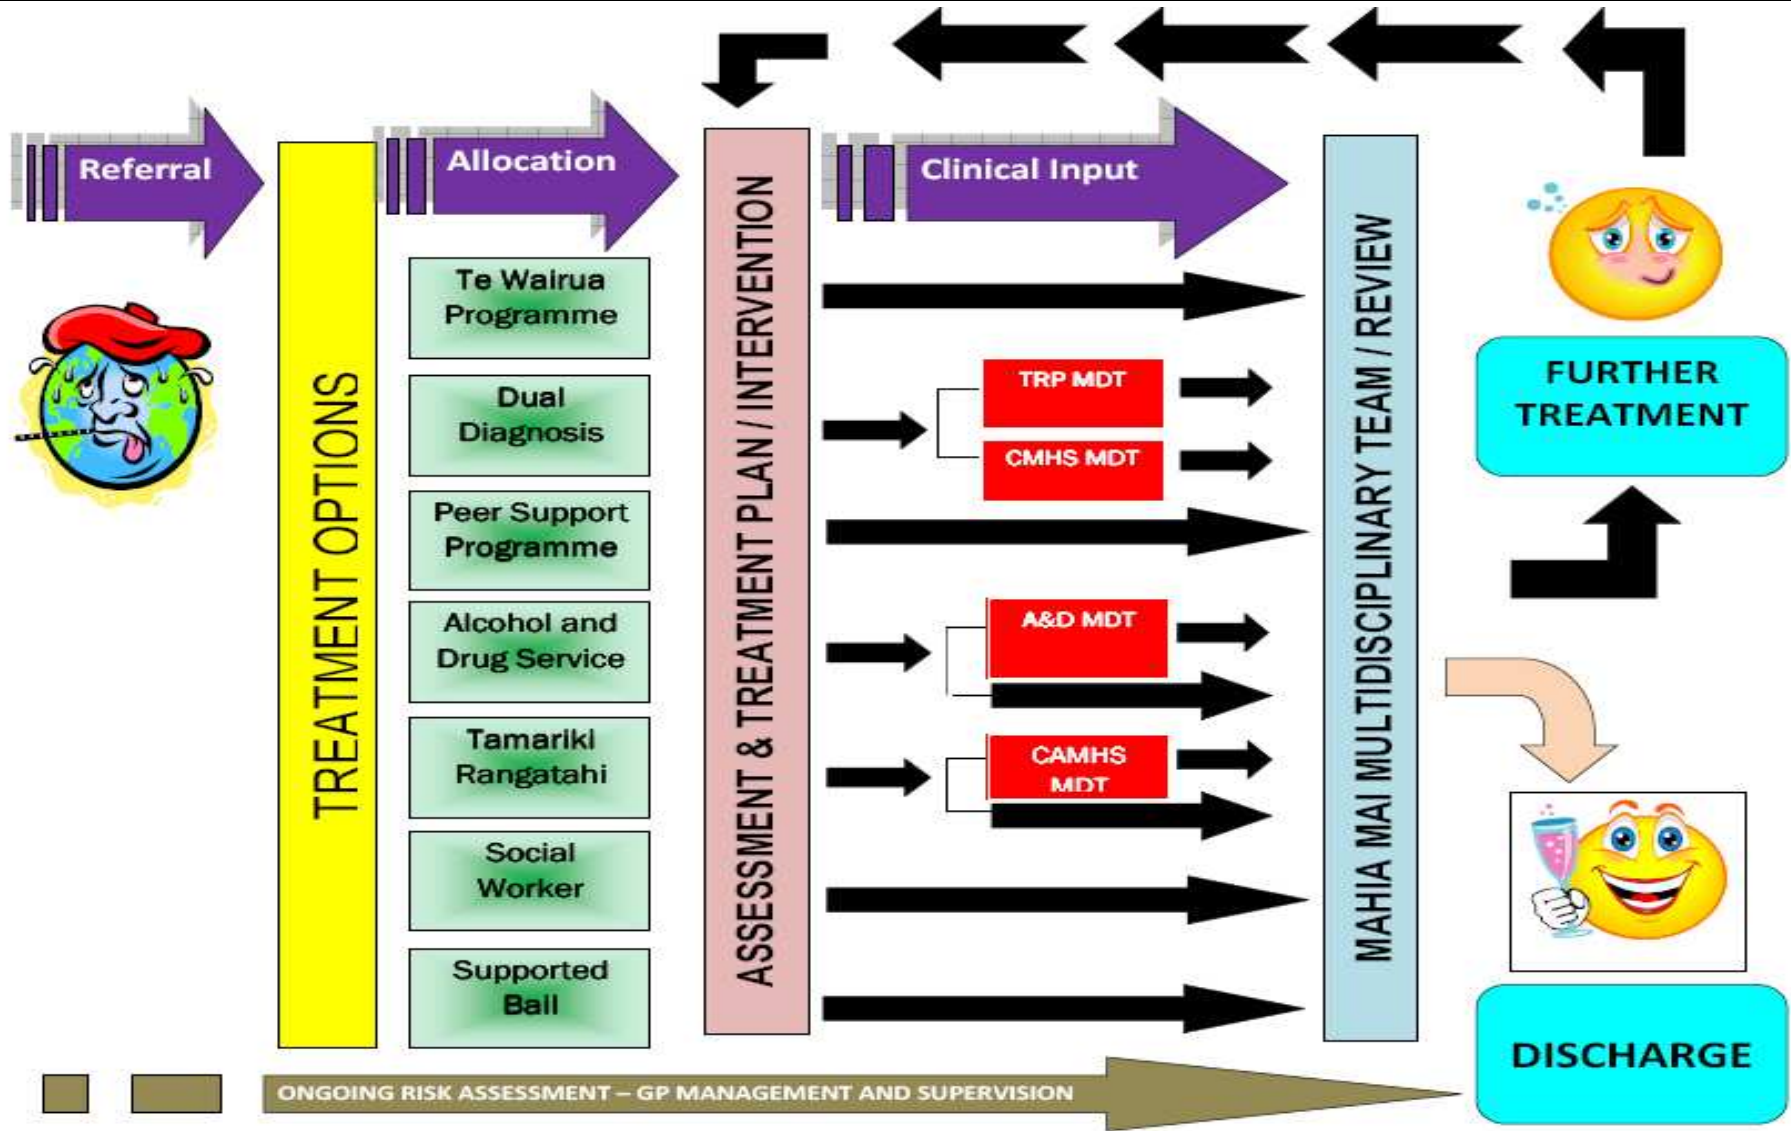 Referral
TREATMENT OPTIONS
Allocation
Te Wairua
Programme
Dual
Diagnosis
Peer Support
Programme
Alcohol and
Drug Service
Tamariki
Rangatahi
Social
Worker
Supported
Bail
ASSESSMENT & TREATMENT PLAN / INTERVENTION
Clinical Input
TRP MDT
CMHS MDT
A&D MDT
CAMHS
MDT
MAHIA MAI MULTIDISCIPLINARY TEAM / REVIEW
FURTHER
TREATMENT
DISCHARGE
ONGOING RISK ASSESSMENT – GP MANAGEMENT AND SUPERVISION